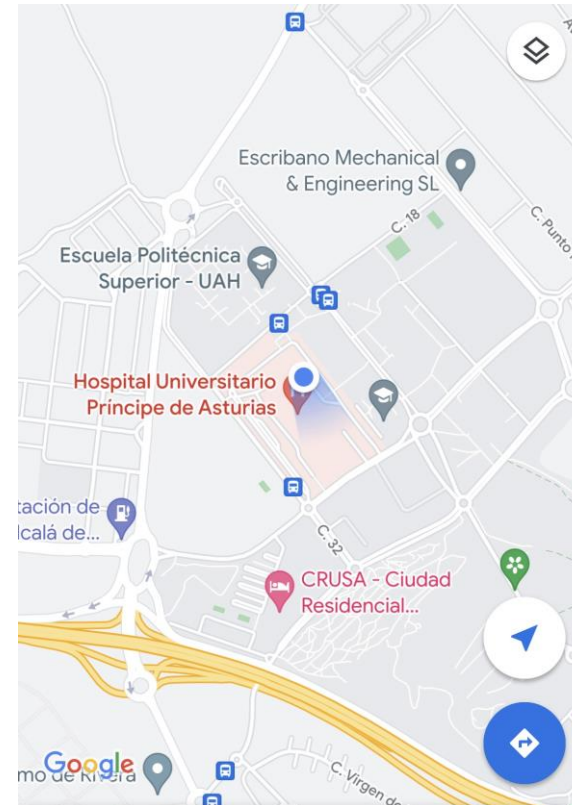 Escribano Mechanical
& Engineering SL
C. 18
C. Punto
Escuela Politécnica
Superior - UAH
Hospital Universitario
Príncipe de Asturias
tación de
lcalá de...
C. 32
CRUSA - Ciudad
Residencial...
Google
mo de Rivera
C. Virgen de